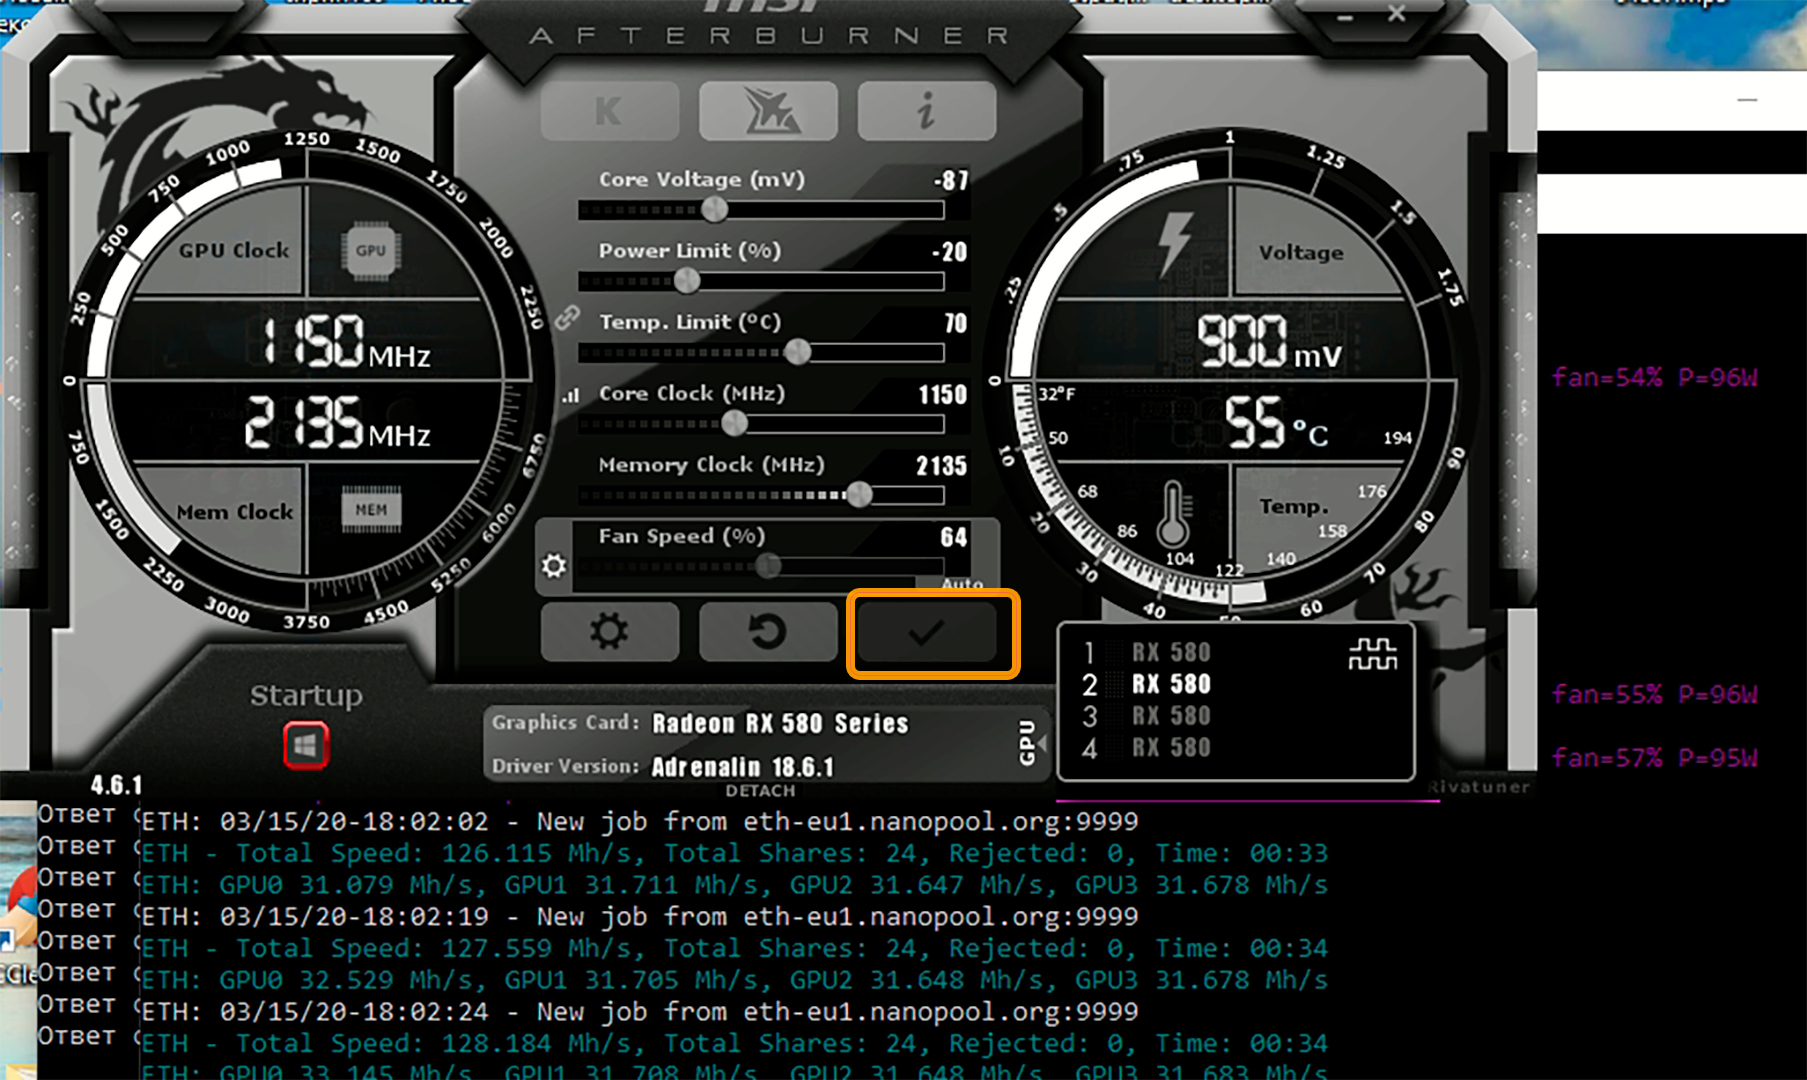 msi
AFTERBURNER
K
i
Core Voltage (mV) -87
Power Limit (%) -20
Temp. Limit (°C) 70
Core Clock (MHz) 1150
Memory Clock (MHz) 2135
Fan Speed (%) 64
Auto
0 250 500 750 1000 1250 1500 1750 2000 2250
GPU Clock
GPU
1150 MHz
2135 MHz
Mem Clock
MEM
750 1500 2250 3000 3750 4500 5250 6000 6750
0 .25 .5 .75 1 1.25 1.5 1.75
Voltage
900 mV
55 °C
Temp.
32°F 50 68 86 104 122 140 158 176 194
10 20 30 40 50 60 70 80 90
Startup
4.6.1
Graphics Card: Radeon RX 580 Series
Driver Version: Adrenalin 18.6.1
DETACH
GPU
1 RX 580
2 RX 580
3 RX 580
4 RX 580
Rivatuner
fan=54% P=96W
fan=55% P=96W
fan=57% P=95W
Ответ с
Ответ с
Ответ с
Ответ с
Ответ с
Ответ с
Ответ с
Ответ с
ETH: 03/15/20-18:02:02 - New job from eth-eu1.nanopool.org:9999
ETH - Total Speed: 126.115 Mh/s, Total Shares: 24, Rejected: 0, Time: 00:33
ETH: GPU0 31.079 Mh/s, GPU1 31.711 Mh/s, GPU2 31.647 Mh/s, GPU3 31.678 Mh/s
ETH: 03/15/20-18:02:19 - New job from eth-eu1.nanopool.org:9999
ETH - Total Speed: 127.559 Mh/s, Total Shares: 24, Rejected: 0, Time: 00:34
ETH: GPU0 32.529 Mh/s, GPU1 31.705 Mh/s, GPU2 31.648 Mh/s, GPU3 31.678 Mh/s
ETH: 03/15/20-18:02:24 - New job from eth-eu1.nanopool.org:9999
ETH - Total Speed: 128.184 Mh/s, Total Shares: 24, Rejected: 0, Time: 00:34
ETH: GPU0 33.145 Mh/s, GPU1 31.708 Mh/s, GPU2 31.648 Mh/s, GPU3 31.683 Mh/s